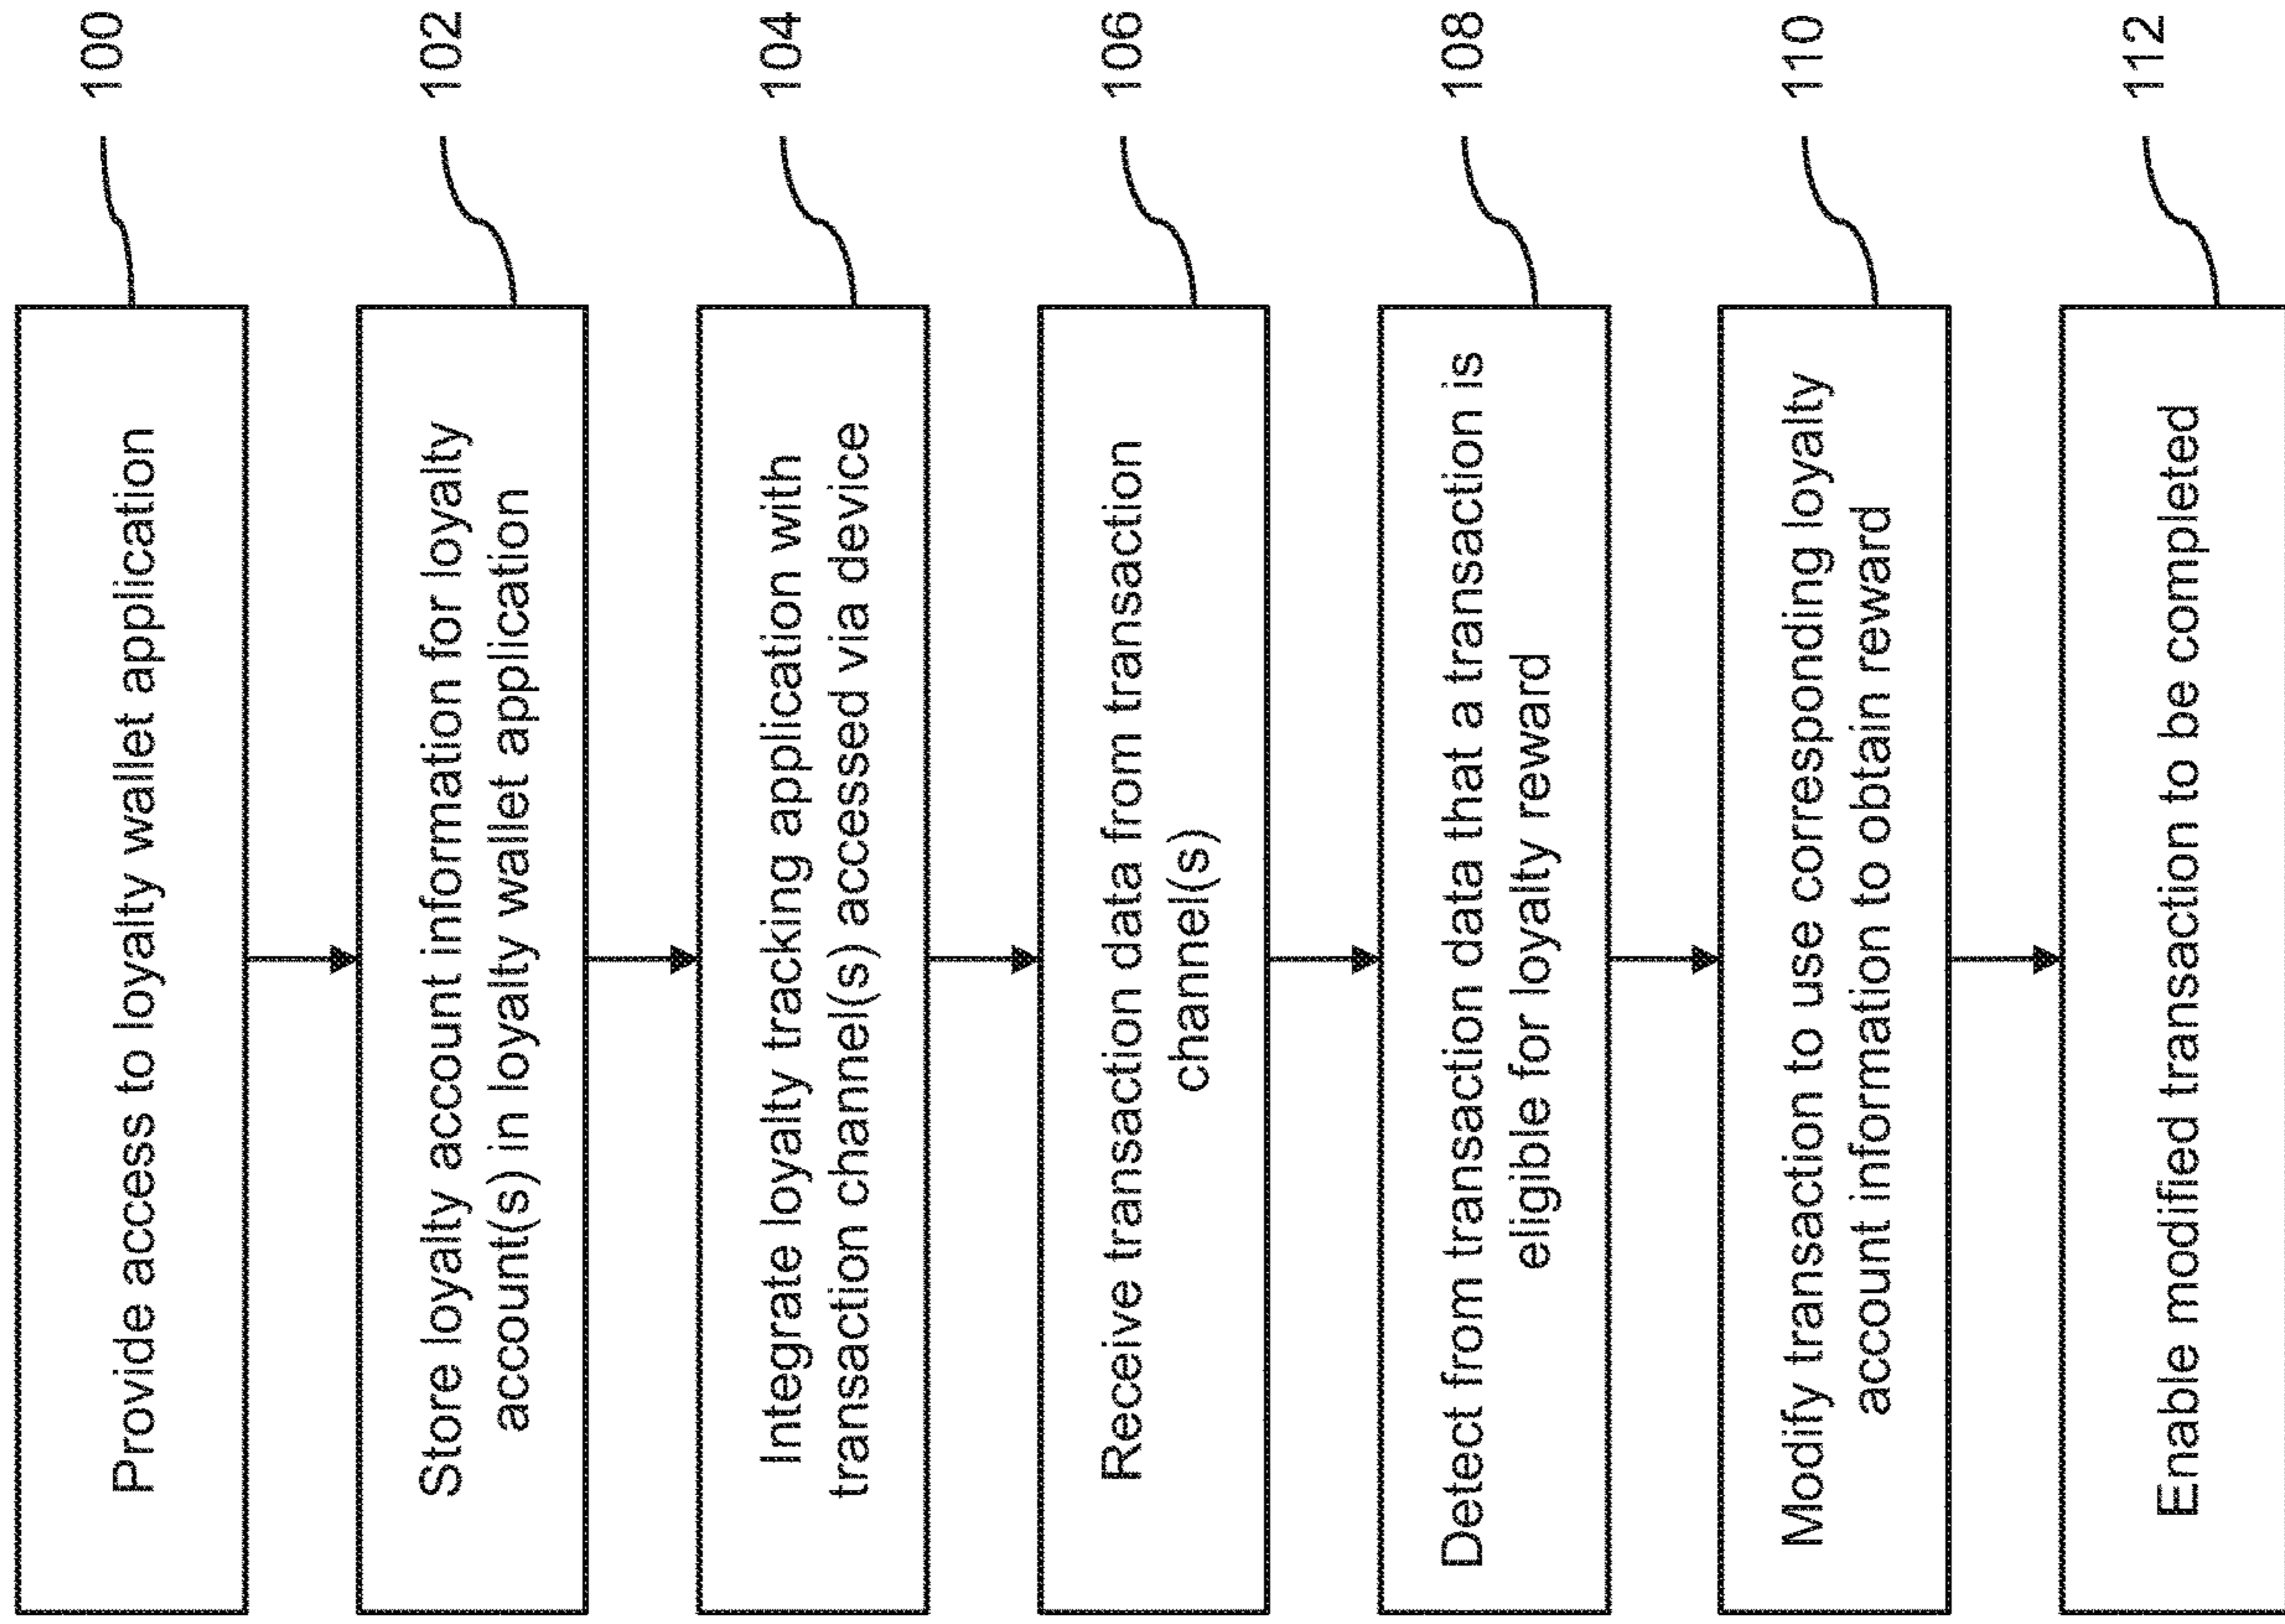 Provide access to loyalty wallet application
100
Store loyalty account information for loyalty
account(s) in loyalty wallet application
102
Integrate loyalty tracking application with
transaction channel(s) accessed via device
104
Receive transaction data from transaction
channel(s)
106
Detect from transaction data that a transaction is
eligible for loyalty reward
108
Modify transaction to use corresponding loyalty
account information to obtain reward
110
Enable modified transaction to be completed
112